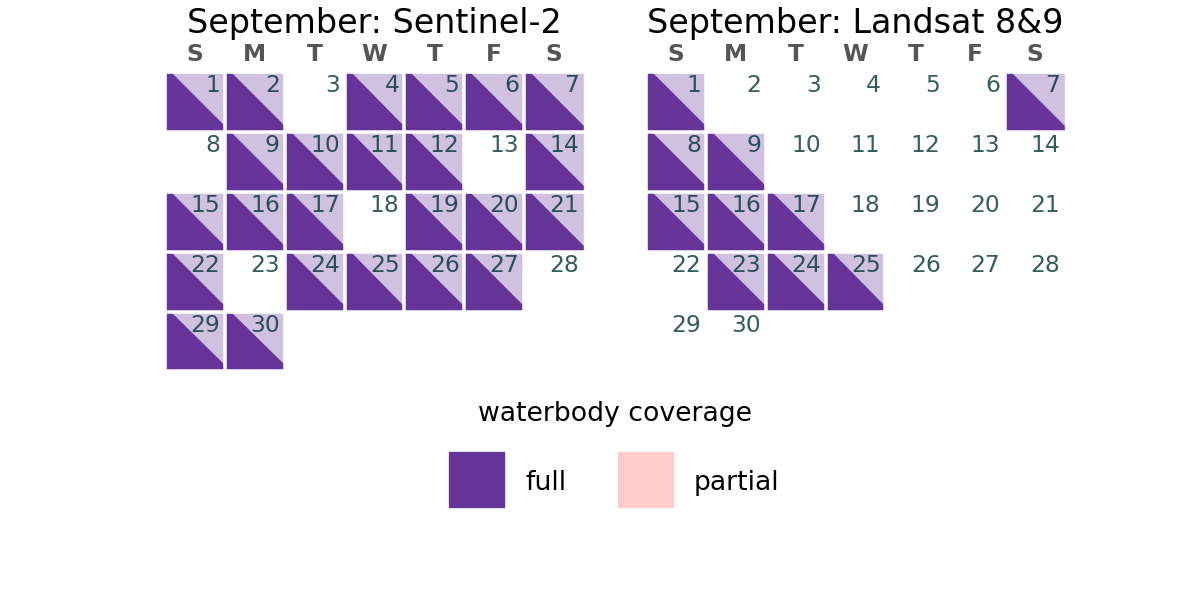 September: Sentinel-2
S M T W T F S
1 2 3 4 5 6 7
8 9 10 11 12 13 14
15 16 17 18 19 20 21
22 23 24 25 26 27 28
29 30
September: Landsat 8&9
S M T W T F S
1 2 3 4 5 6 7
8 9 10 11 12 13 14
15 16 17 18 19 20 21
22 23 24 25 26 27 28
29 30
waterbody coverage
full partial